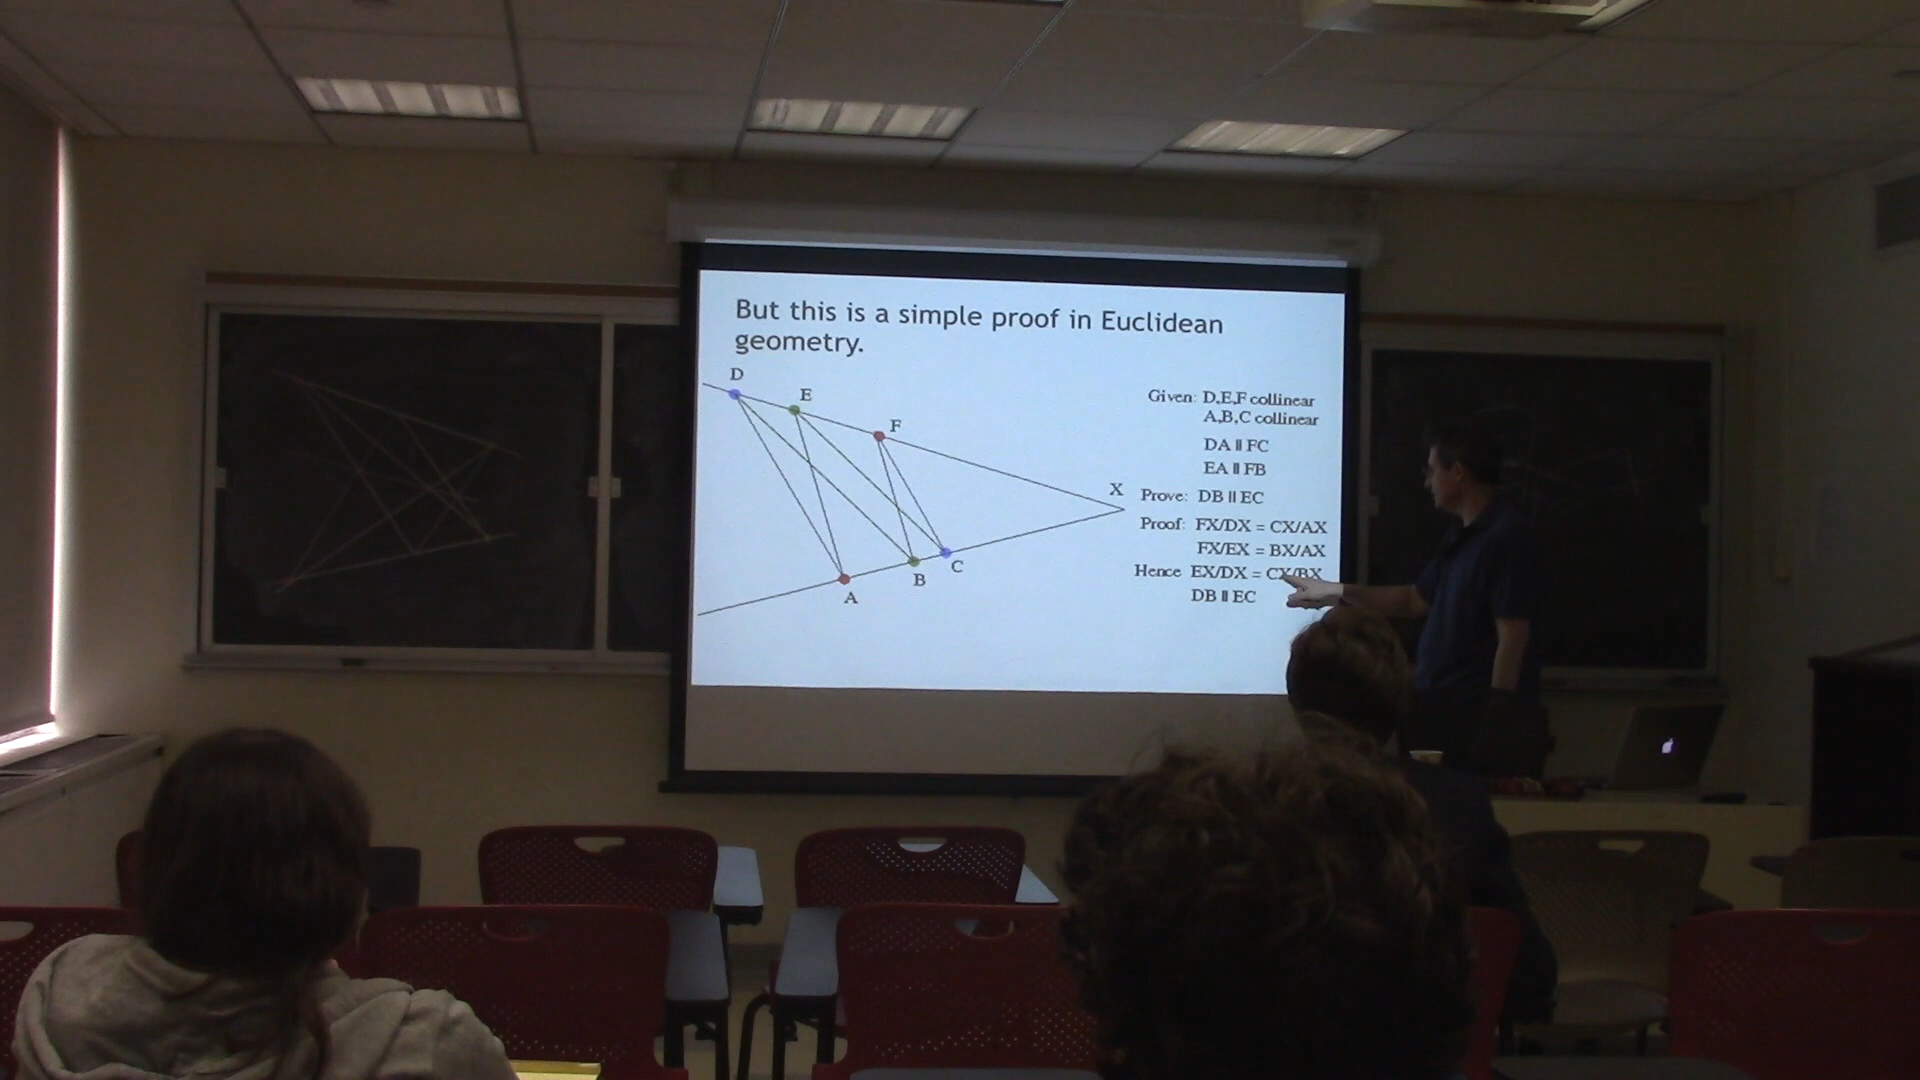 But this is a simple proof in Euclidean
geometry.
D
E
F
X
A
B
C
Given: D,E,F collinear
A,B,C collinear
DA || FC
EA || FB
Prove: DB || EC
Proof: FX/DX = CX/AX
FX/EX = BX/AX
Hence EX/DX = CX/BX
DB || EC